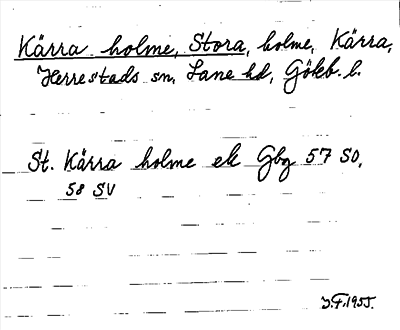 Kärra holme, Stora, holme, Kärra,
Herrestads sn, Lane hd, Göteb. l.
St. Kärra holme ek Gbg 57 SO,
58 SV
J.F. 1955.